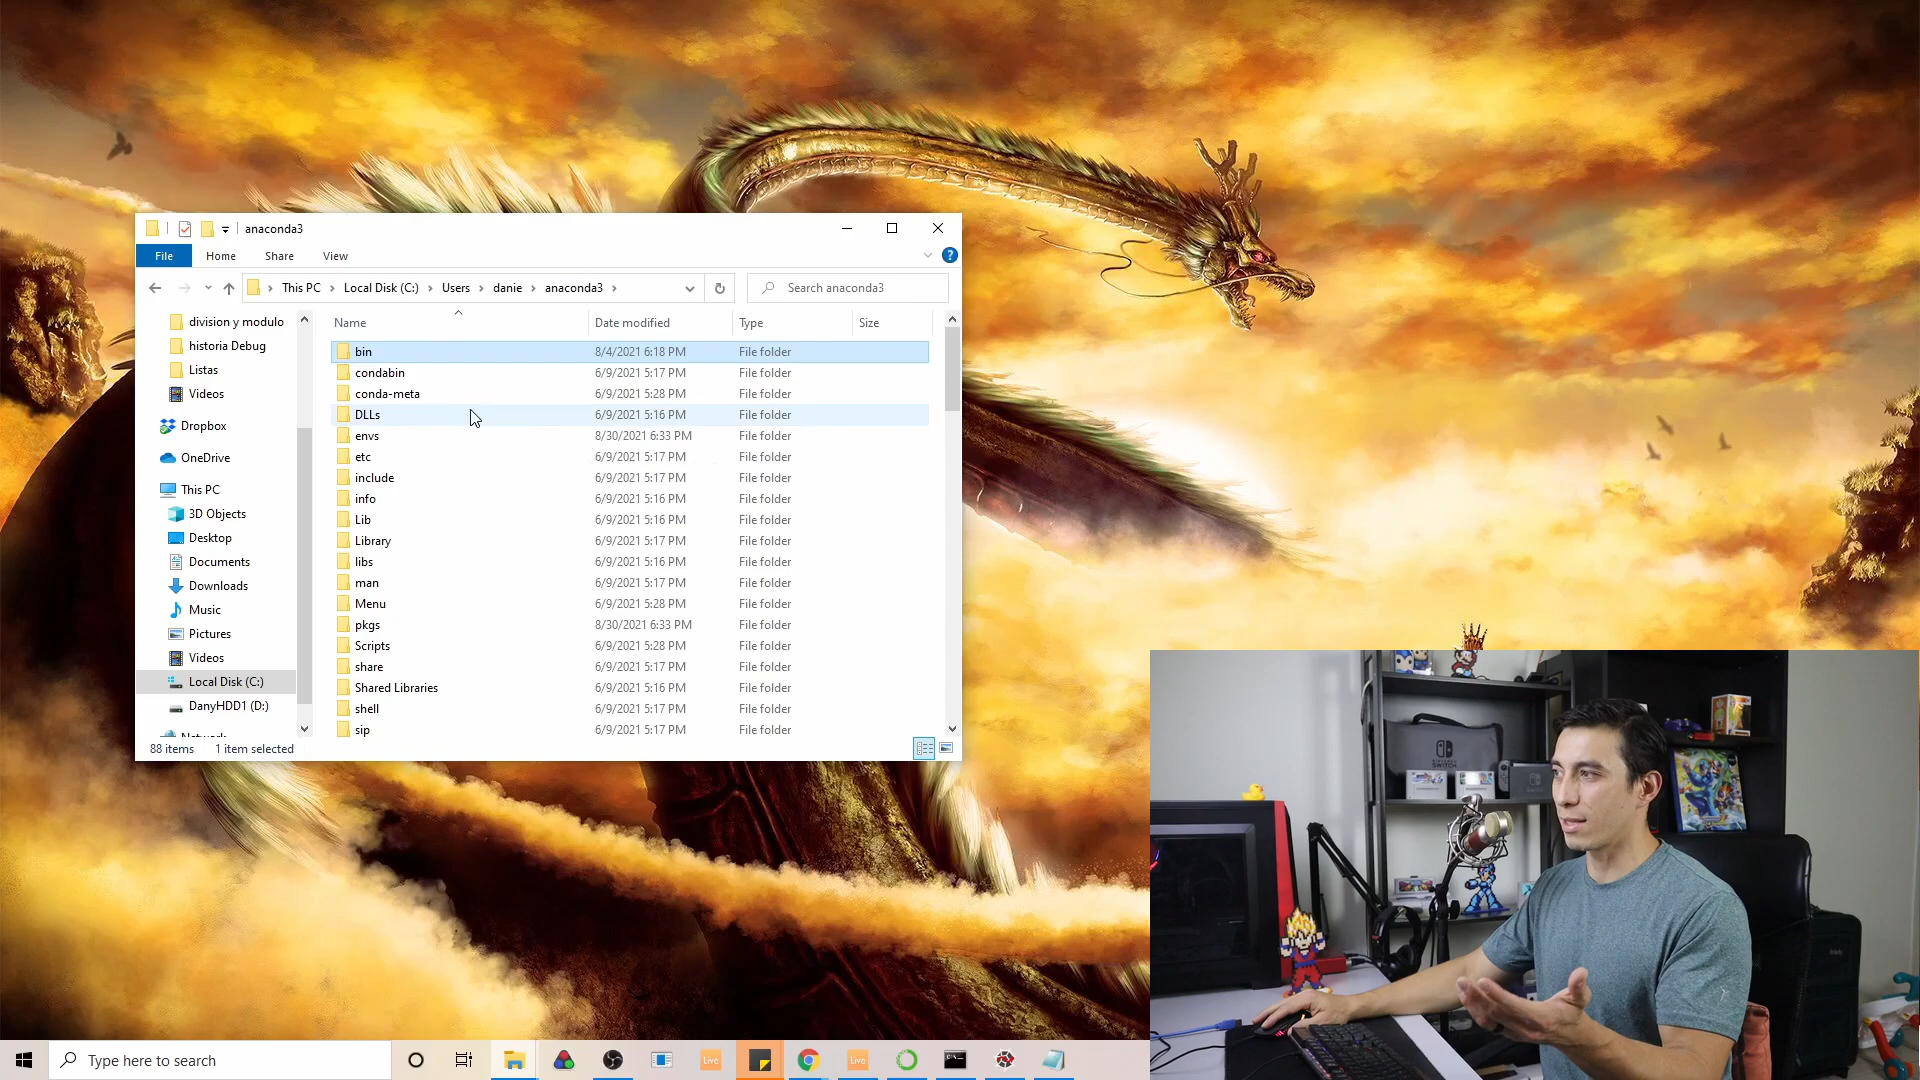 anaconda3
File Home Share View
This PC Local Disk (C:) Users danie anaconda3
Search anaconda3
division y modulo
historia Debug
Listas
Videos
Dropbox
OneDrive
This PC
3D Objects
Desktop
Documents
Downloads
Music
Pictures
Videos
Local Disk (C:)
DanyHDD1 (D:)
Network
Name Date modified Type Size
bin 8/4/2021 6:18 PM File folder
condabin 6/9/2021 5:17 PM File folder
conda-meta 6/9/2021 5:28 PM File folder
DLLs 6/9/2021 5:16 PM File folder
envs 8/30/2021 6:33 PM File folder
etc 6/9/2021 5:17 PM File folder
include 6/9/2021 5:17 PM File folder
info 6/9/2021 5:16 PM File folder
Lib 6/9/2021 5:16 PM File folder
Library 6/9/2021 5:17 PM File folder
libs 6/9/2021 5:16 PM File folder
man 6/9/2021 5:17 PM File folder
Menu 6/9/2021 5:28 PM File folder
pkgs 8/30/2021 6:33 PM File folder
Scripts 6/9/2021 5:28 PM File folder
share 6/9/2021 5:17 PM File folder
Shared Libraries 6/9/2021 5:16 PM File folder
shell 6/9/2021 5:17 PM File folder
sip 6/9/2021 5:17 PM File folder
88 items 1 item selected
NINTENDO
SWITCH
Type here to search
Live
Live